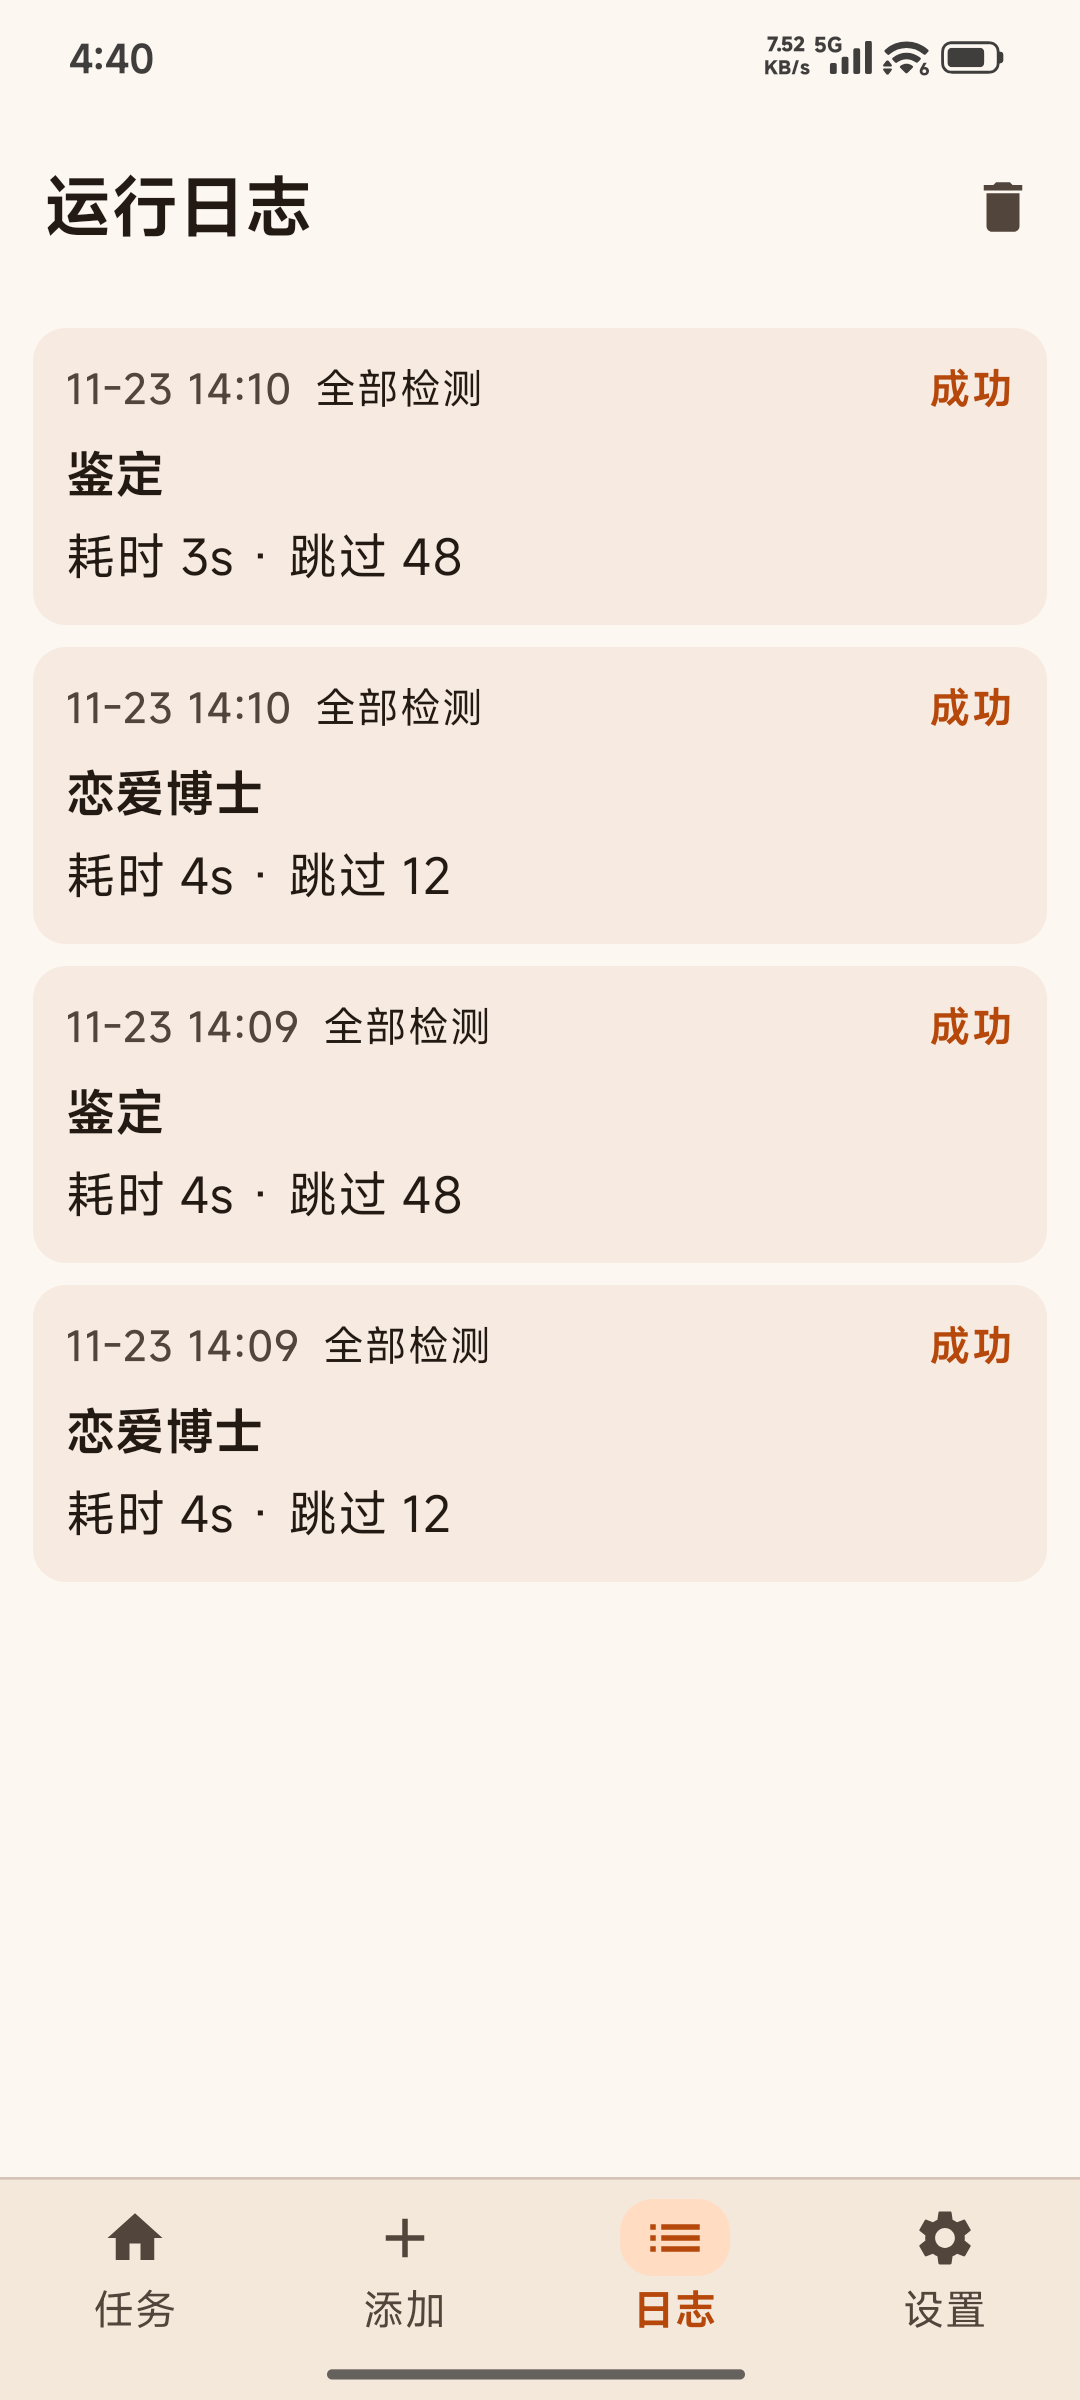 4:40
7.52 KB/s 5G 6
运行日志
11-23 14:10 全部检测 成功
鉴定
耗时 3s · 跳过 48
11-23 14:10 全部检测 成功
恋爱博士
耗时 4s · 跳过 12
11-23 14:09 全部检测 成功
鉴定
耗时 4s · 跳过 48
11-23 14:09 全部检测 成功
恋爱博士
耗时 4s · 跳过 12
任务 添加 日志 设置